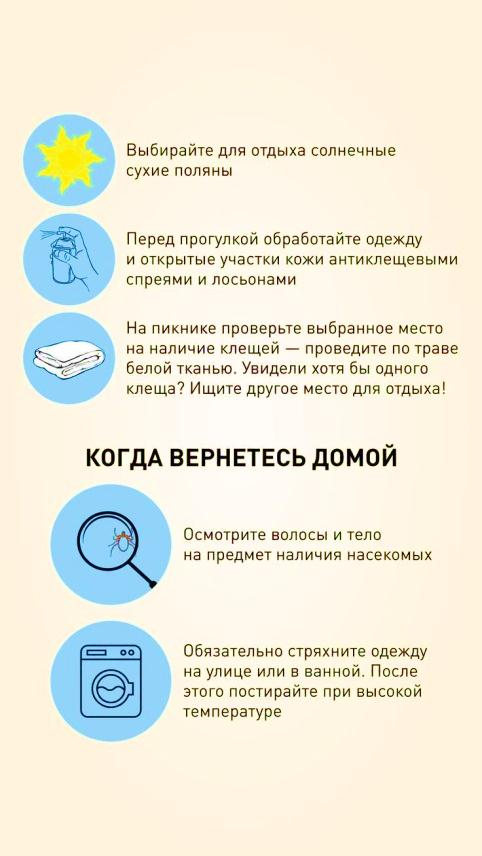 Выбирайте для отдыха солнечные
сухие поляны
Перед прогулкой обработайте одежду
и открытые участки кожи антиклещевыми
спреями и лосьонами
На пикнике проверьте выбранное место
на наличие клещей — проведите по траве
белой тканью. Увидели хотя бы одного
клеща? Ищите другое место для отдыха!
КОГДА ВЕРНЕТЕСЬ ДОМОЙ
Осмотрите волосы и тело
на предмет наличия насекомых
Обязательно стряхните одежду
на улице или в ванной. После
этого постирайте при высокой
температуре